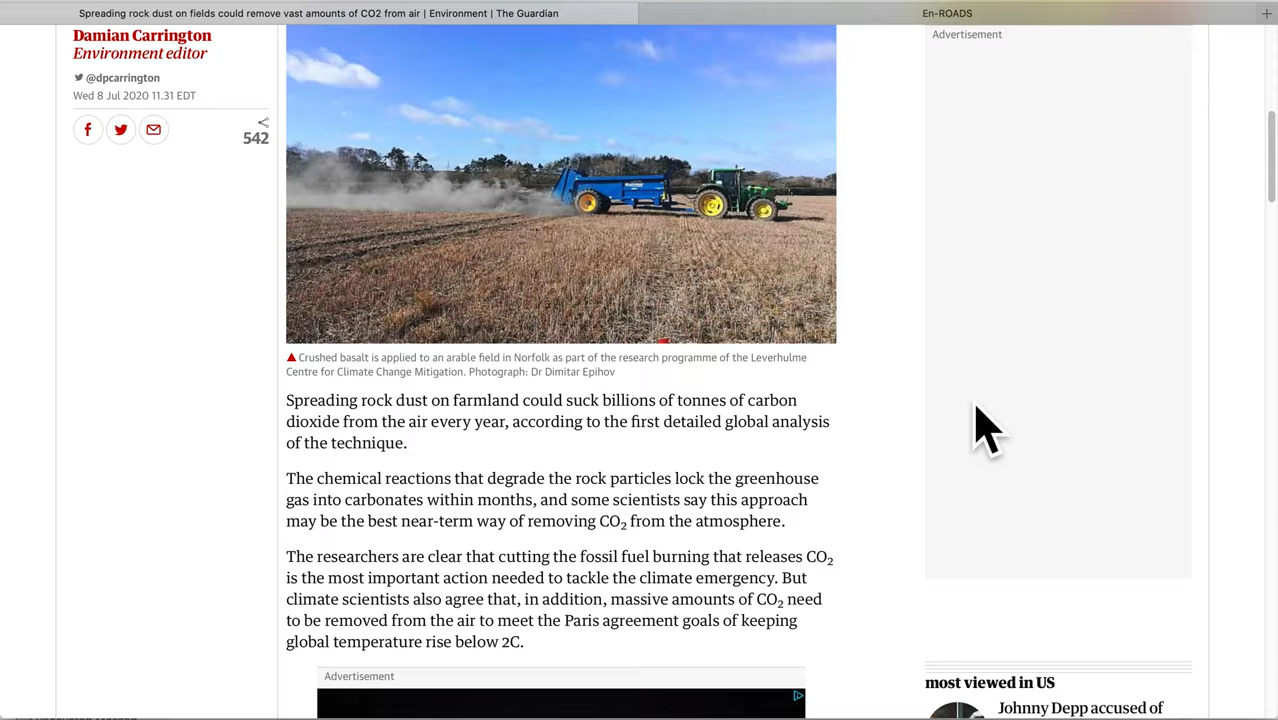 Spreading rock dust on fields could remove vast amounts of CO2 from air | Environment | The Guardian
En-ROADS
Damian Carrington
Environment editor
@dpcarrington
Wed 8 Jul 2020 11.31 EDT
542
Advertisement
Crushed basalt is applied to an arable field in Norfolk as part of the research programme of the Leverhulme
Centre for Climate Change Mitigation. Photograph: Dr Dimitar Epihov
Spreading rock dust on farmland could suck billions of tonnes of carbon
dioxide from the air every year, according to the first detailed global analysis
of the technique.
The chemical reactions that degrade the rock particles lock the greenhouse
gas into carbonates within months, and some scientists say this approach
may be the best near-term way of removing CO₂ from the atmosphere.
The researchers are clear that cutting the fossil fuel burning that releases CO₂
is the most important action needed to tackle the climate emergency. But
climate scientists also agree that, in addition, massive amounts of CO₂ need
to be removed from the air to meet the Paris agreement goals of keeping
global temperature rise below 2C.
Advertisement
most viewed in US
Johnny Depp accused of